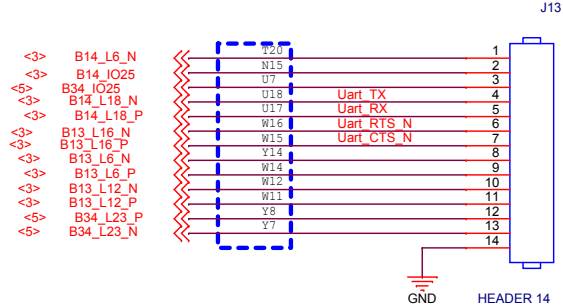 J13
<3> B14_L6_N T20 1
<3> B14_IO25 N15 2
<5> B34_IO25 U7 3
<3> B14_L18_N U18 Uart_TX 4
<3> B14_L18_P U17 Uart_RX 5
<3> B13_L16_N W16 Uart_RTS_N 6
<3> B13_L16_P W15 Uart_CTS_N 7
<3> B13_L6_N Y14 8
<3> B13_L6_P W14 9
<3> B13_L12_N W12 10
<3> B13_L12_P W11 11
<5> B34_L23_P Y8 12
<5> B34_L23_N Y7 13
14
GND HEADER 14